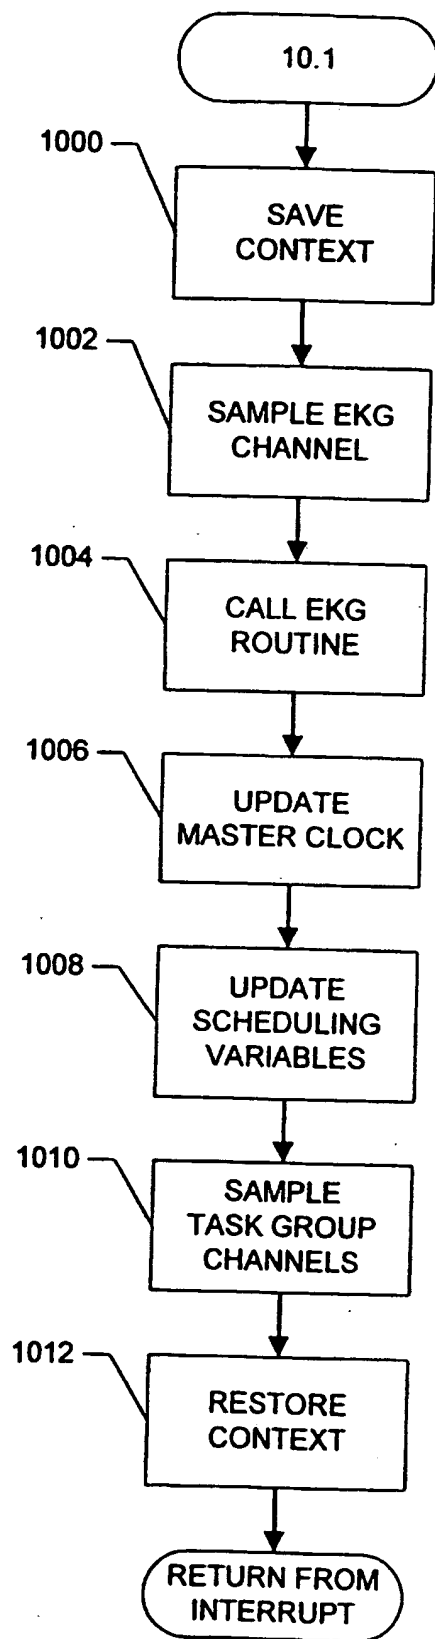 10.1
1000
SAVE
CONTEXT
1002
SAMPLE EKG
CHANNEL
1004
CALL EKG
ROUTINE
1006
UPDATE
MASTER CLOCK
1008
UPDATE
SCHEDULING
VARIABLES
1010
SAMPLE
TASK GROUP
CHANNELS
1012
RESTORE
CONTEXT
RETURN FROM
INTERRUPT